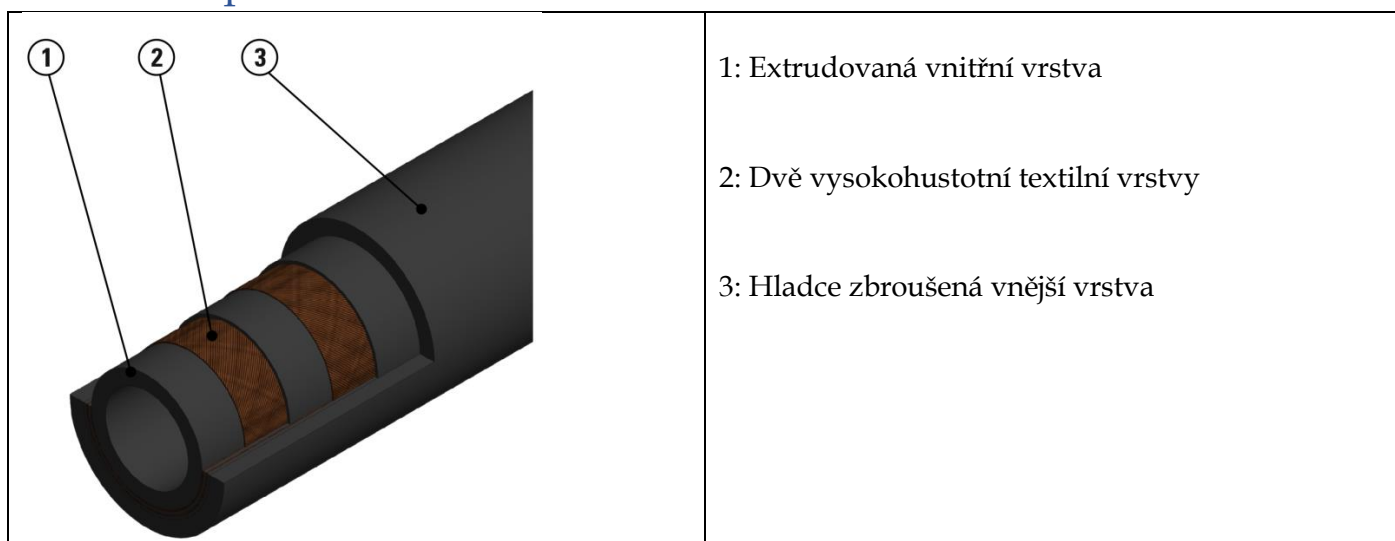 1
2
3
1: Extrudovaná vnitřní vrstva
2: Dvě vysokohustotní textilní vrstvy
3: Hladce zbroušená vnější vrstva